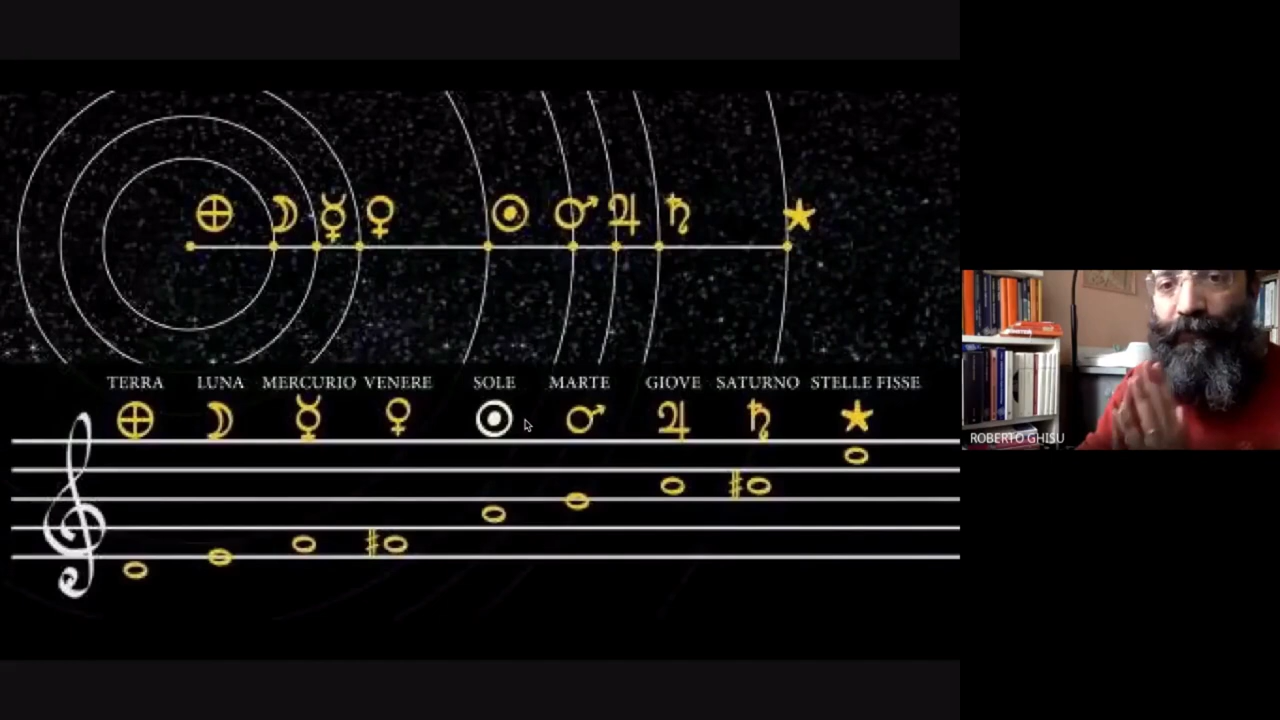 TERRA LUNA MERCURIO VENERE SOLE MARTE GIOVE SATURNO STELLE FISSE
ROBERTO GHISU